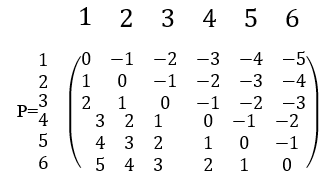 1 2 3 4 5 6
1 0 −1 −2 −3 −4 −5
2 1 0 −1 −2 −3 −4
P=3 2 1 0 −1 −2 −3
4 3 2 1 0 −1 −2
5 4 3 2 1 0 −1
6 5 4 3 2 1 0